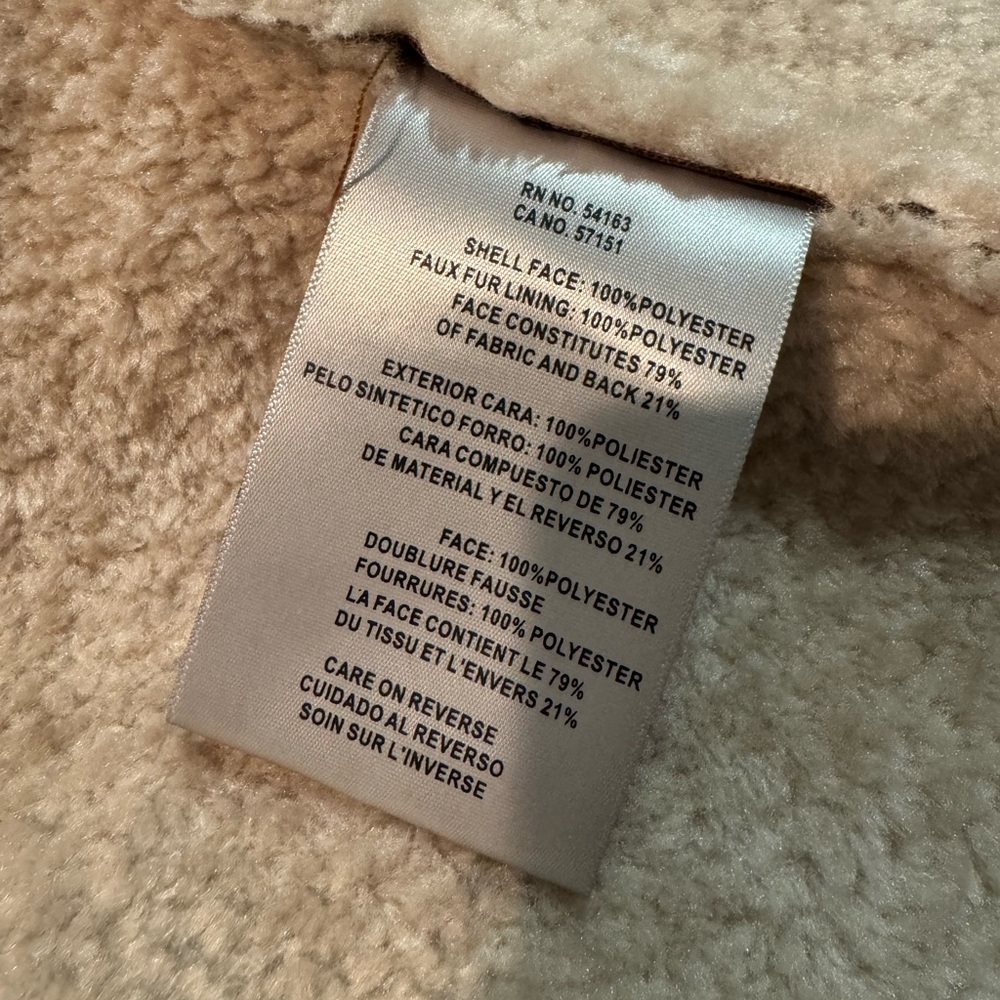 RN NO. 54163
CA NO. 57151
SHELL FACE: 100%POLYESTER
FAUX FUR LINING: 100%POLYESTER
FACE CONSTITUTES 79%
OF FABRIC AND BACK 21%
EXTERIOR CARA: 100%POLIESTER
PELO SINTETICO FORRO: 100% POLIESTER
CARA COMPUESTO DE 79%
DE MATERIAL Y EL REVERSO 21%
FACE: 100%POLYESTER
DOUBLURE FAUSSE
FOURRURES: 100% POLYESTER
LA FACE CONTIENT LE 79%
DU TISSU ET L'ENVERS 21%
CARE ON REVERSE
CUIDADO AL REVERSO
SOIN SUR L'INVERSE